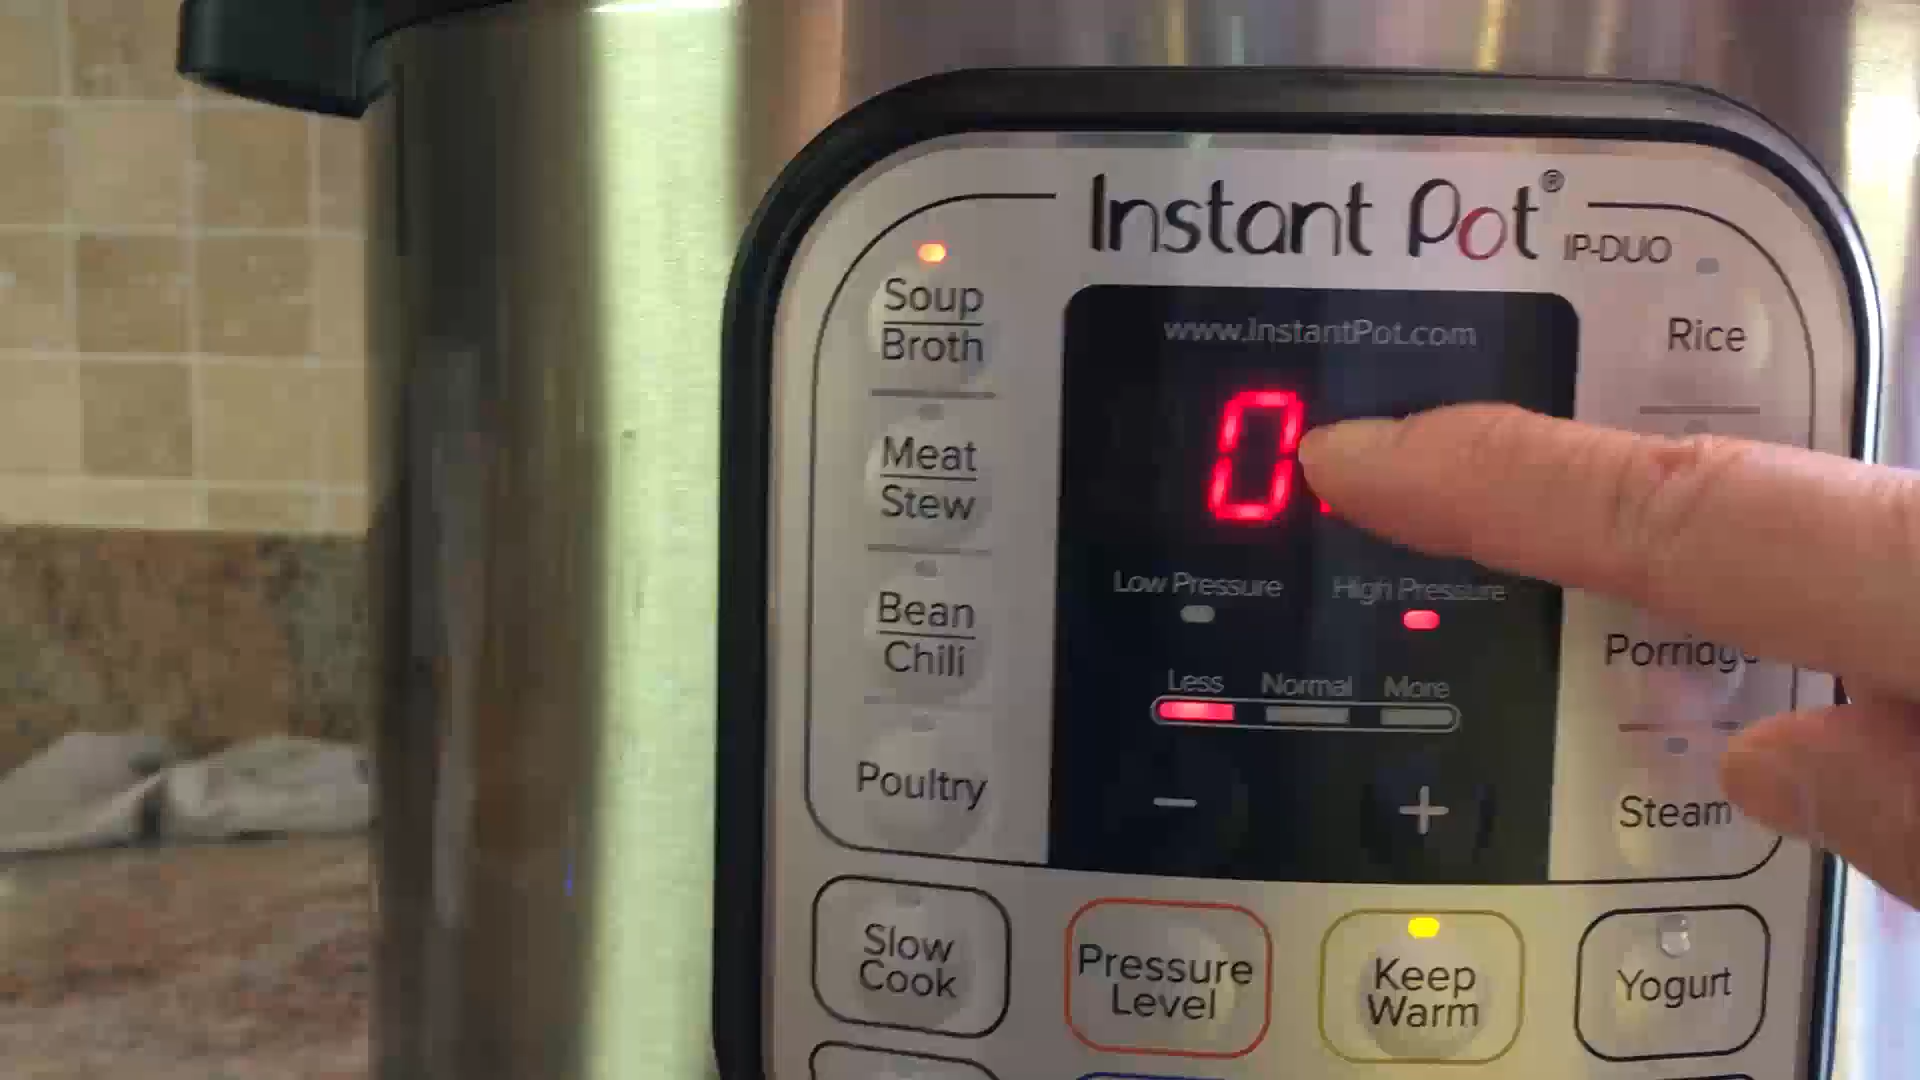 Instant Pot® IP-DUO
www.InstantPot.com
Soup
Broth
Rice
0
Meat
Stew
Low Pressure High Pressure
Bean
Chili
Less Normal More
Poultry
- +
Steam
Slow
Cook
Pressure
Level
Keep
Warm
Yogurt